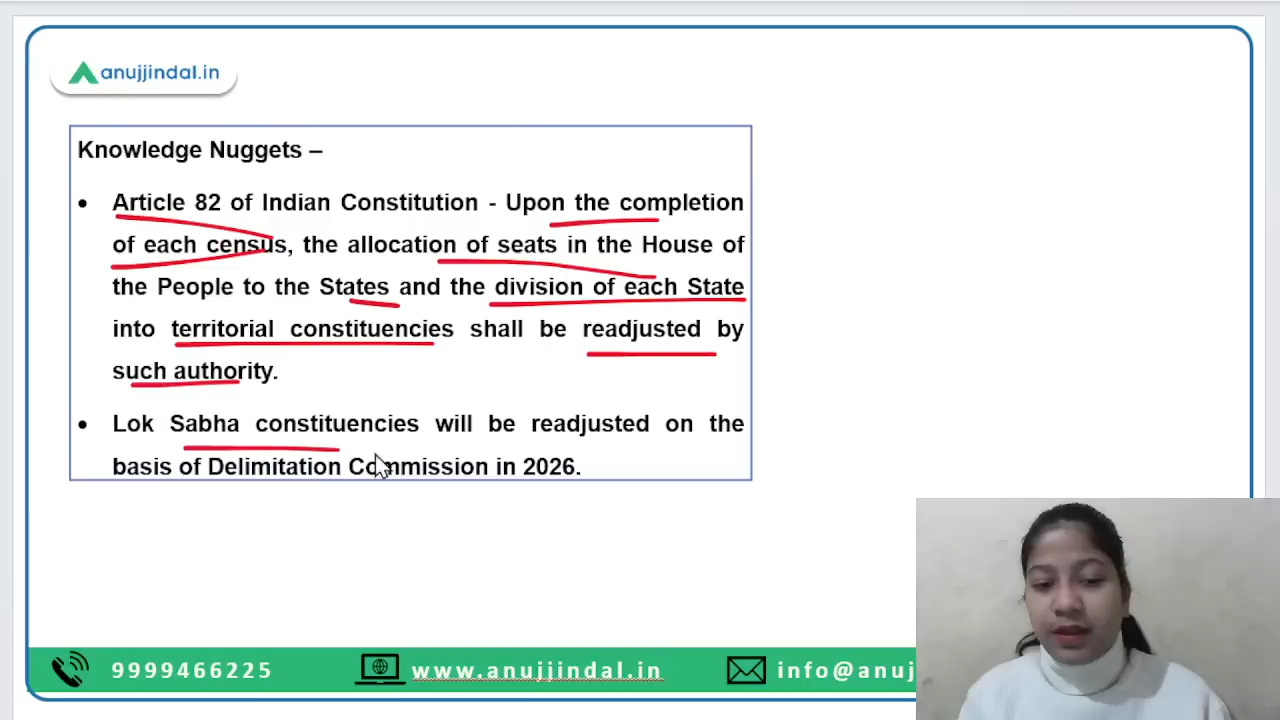 anujjindal.in
Knowledge Nuggets –
• Article 82 of Indian Constitution - Upon the completion
of each census, the allocation of seats in the House of
the People to the States and the division of each State
into territorial constituencies shall be readjusted by
such authority.
• Lok Sabha constituencies will be readjusted on the
basis of Delimitation Commission in 2026.
9999466225
www.anujjindal.in
info@anuj